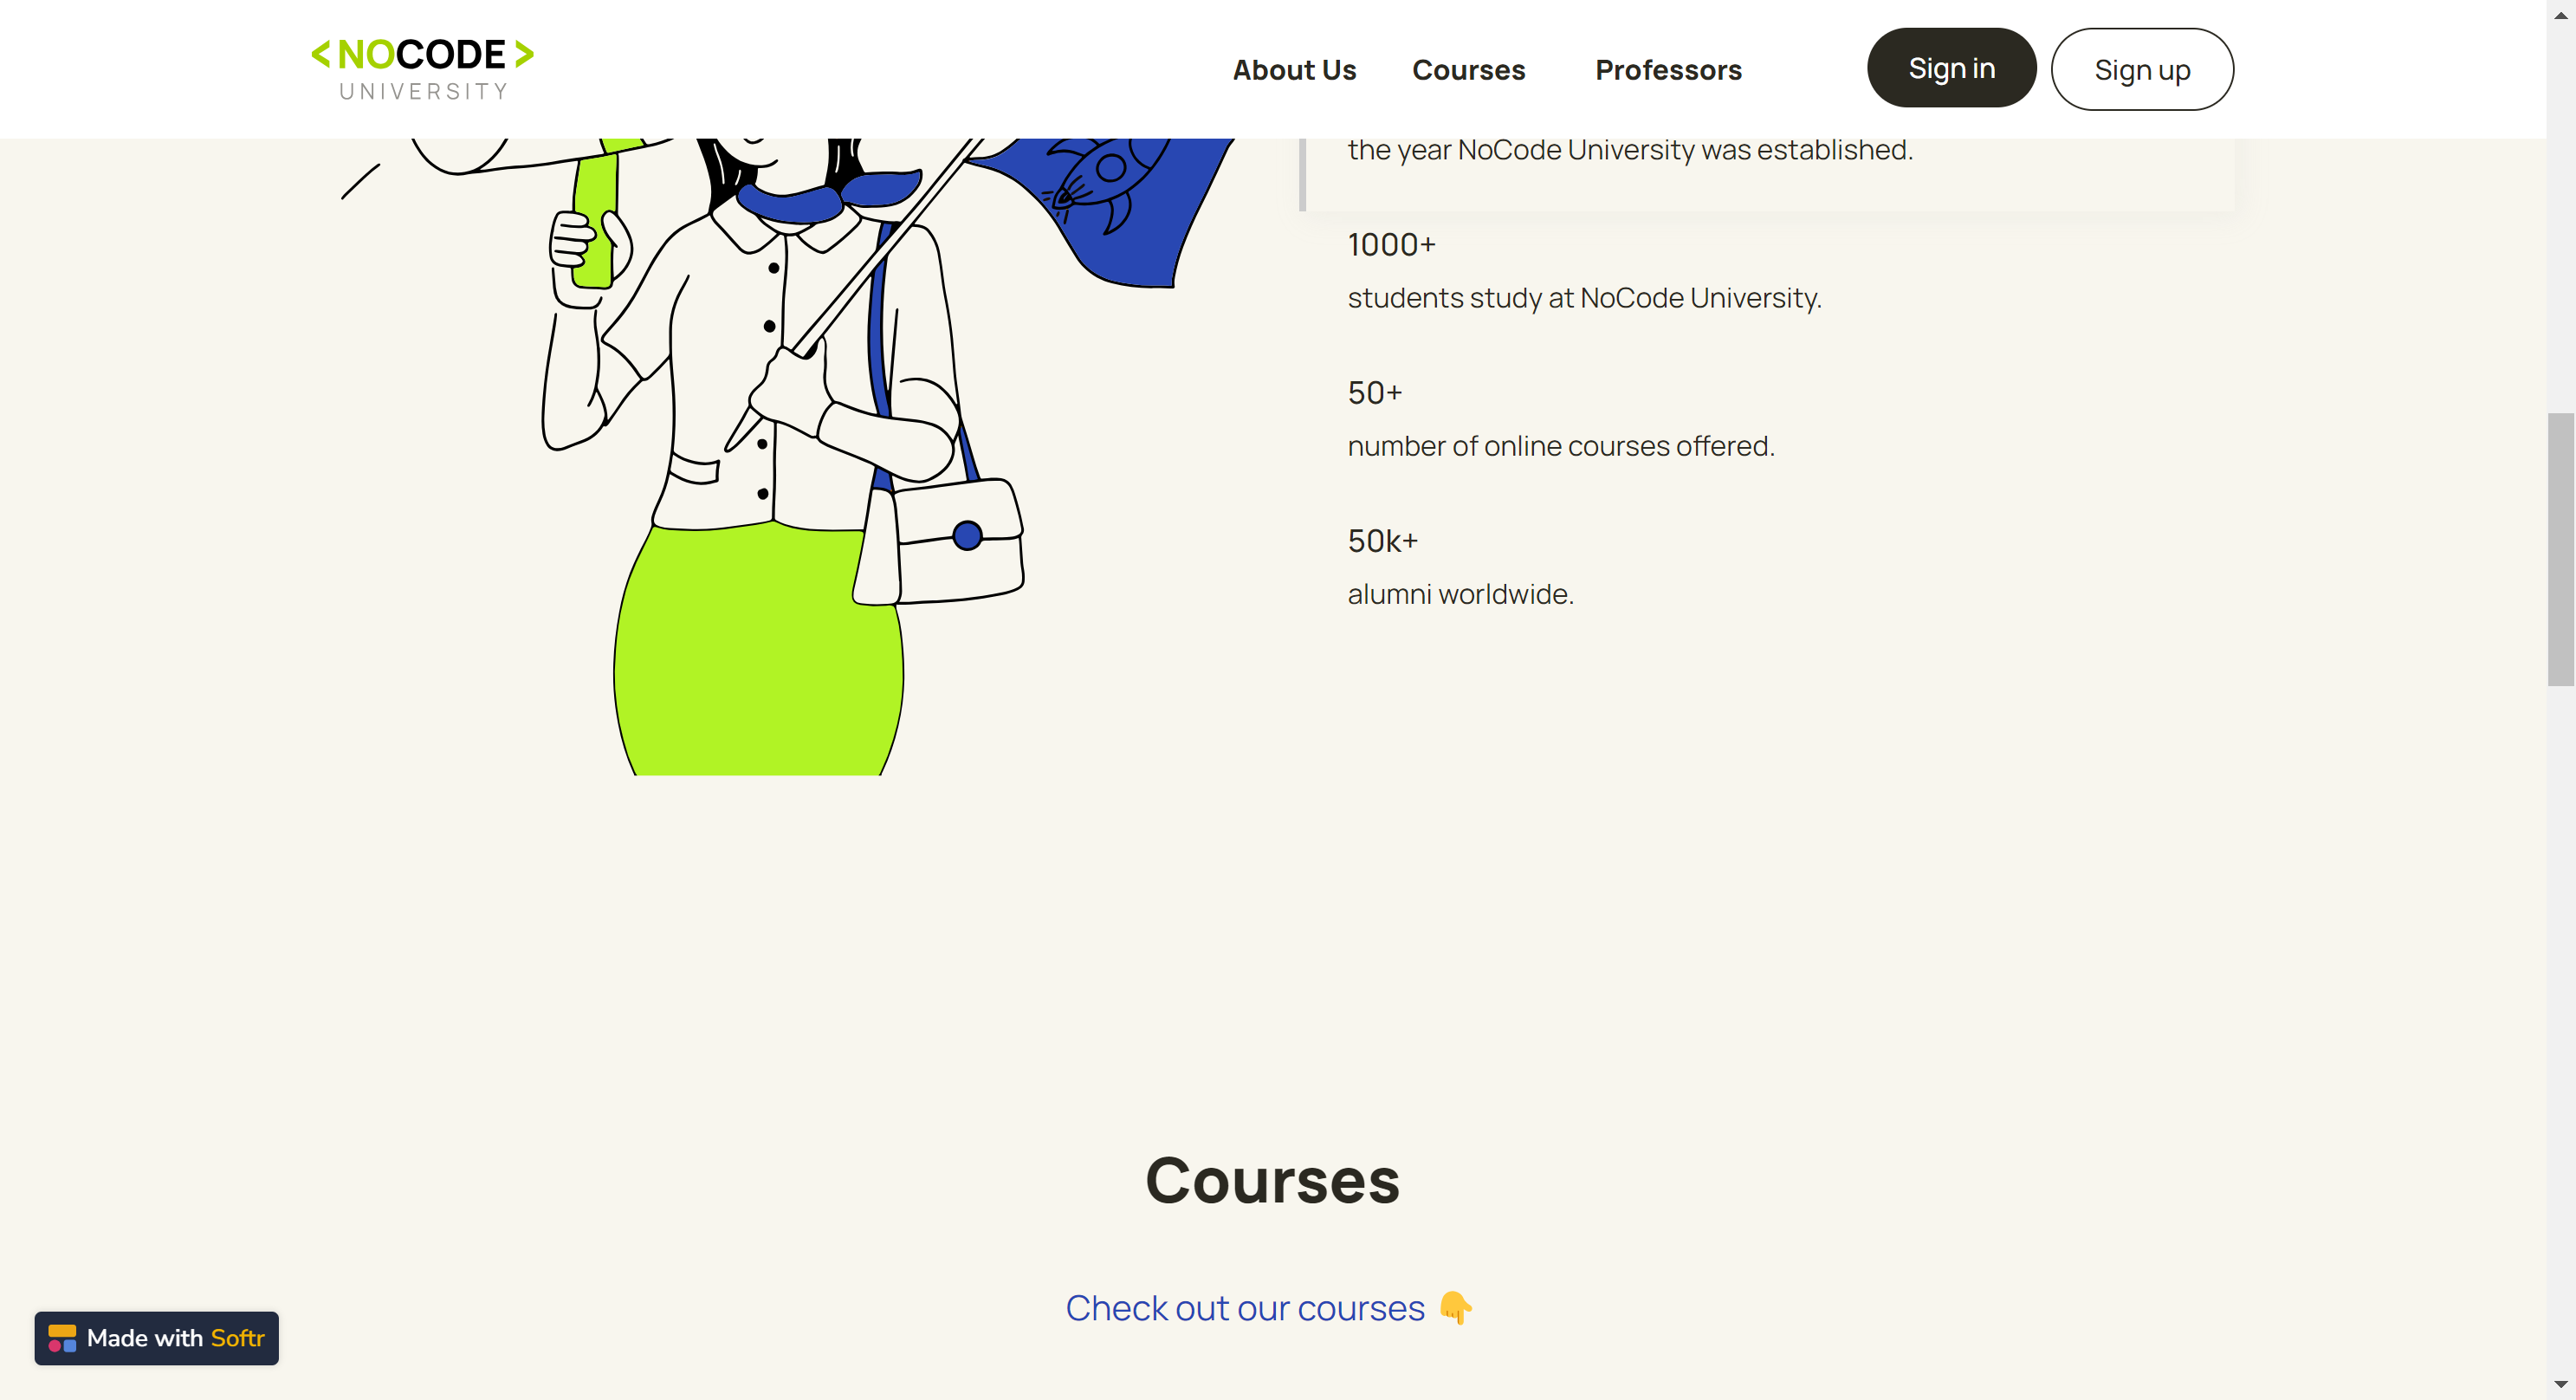 <NOCODE>
UNIVERSITY
About Us
Courses
Professors
Sign in
Sign up
the year NoCode University was established.
1000+
students study at NoCode University.
50+
number of online courses offered.
50k+
alumni worldwide.
Courses
Check out our courses 👇
Made with Softr